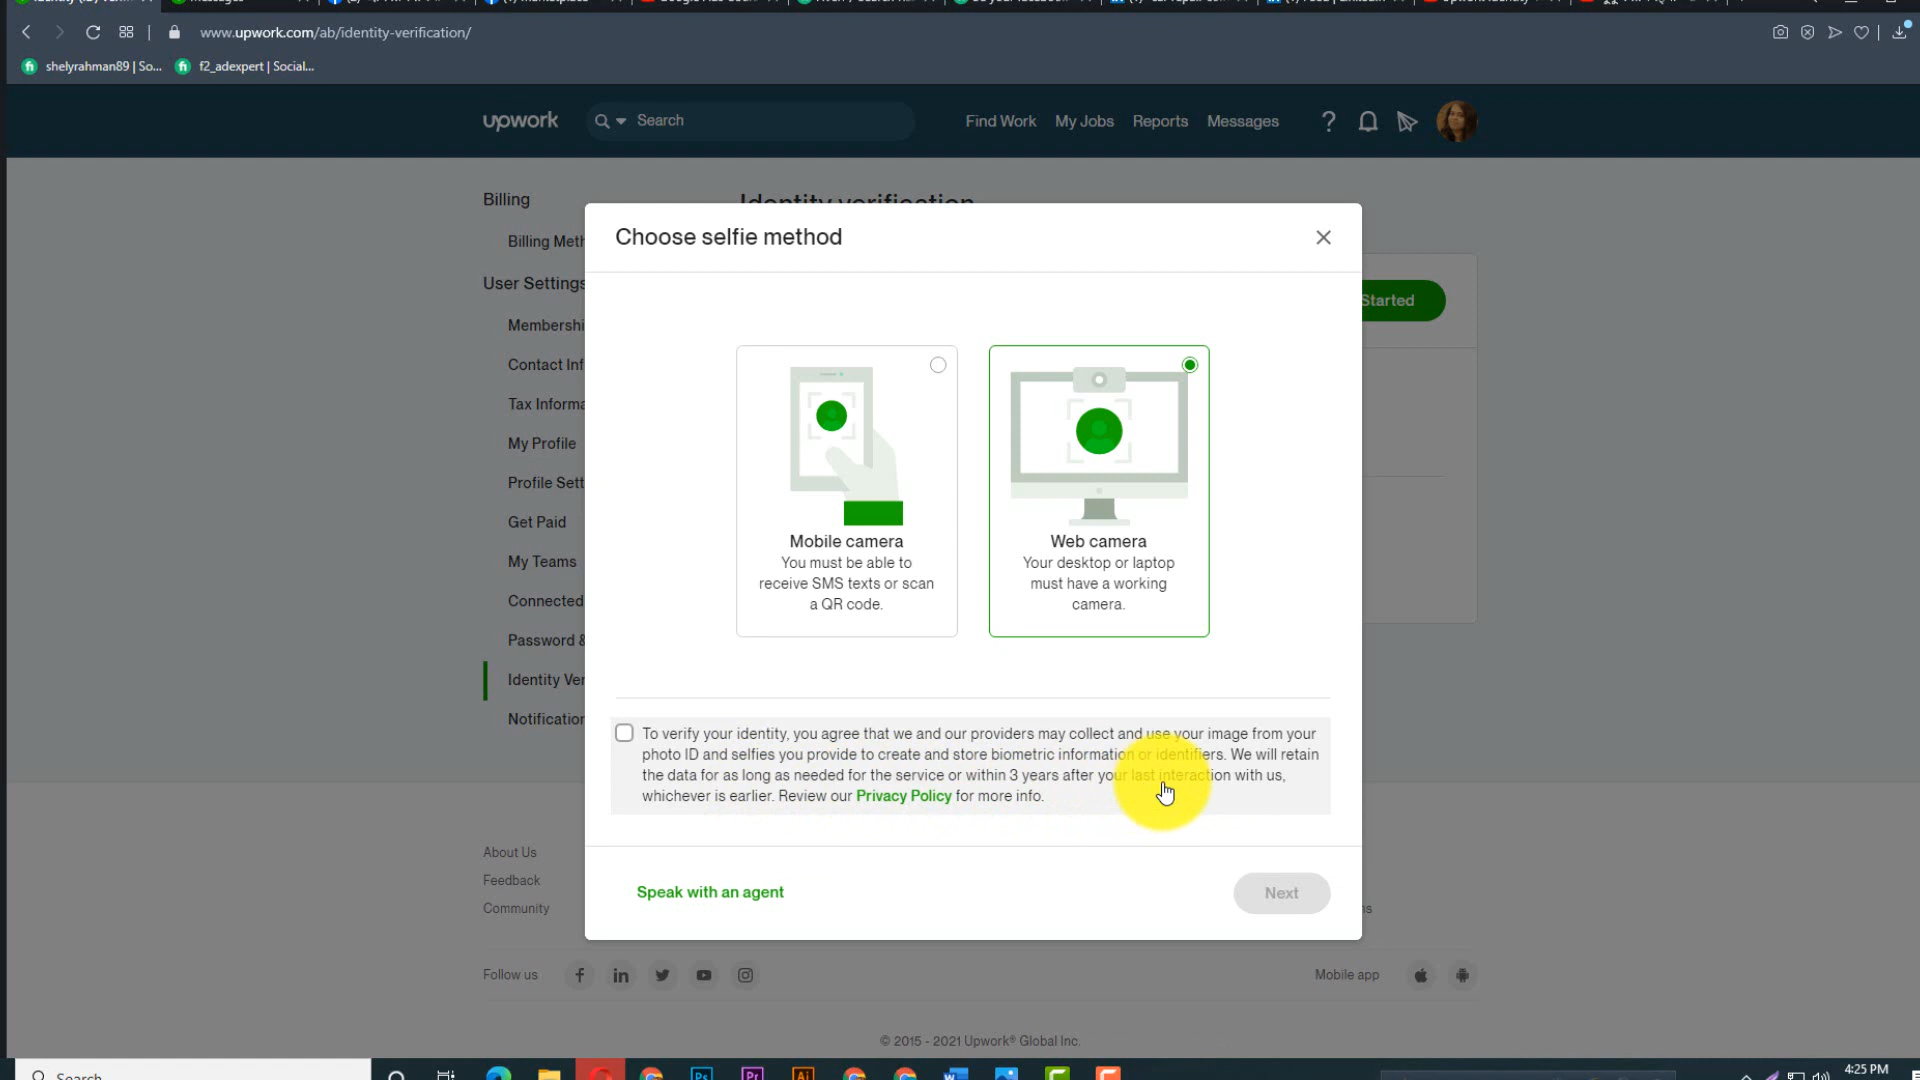 www.upwork.com/ab/identity-verification/
shelyrahman89 | So...
f2_adexpert | Social...
upwork
Search
Find Work
My Jobs
Reports
Messages
Billing
Identity verification
Billing Meth
User Settings
Membershi
Contact Inf
Tax Informa
My Profile
Profile Sett
Get Paid
My Teams
Connected
Password &
Identity Ver
Notification
Started
Choose selfie method
Mobile camera
You must be able to
receive SMS texts or scan
a QR code.
Web camera
Your desktop or laptop
must have a working
camera.
To verify your identity, you agree that we and our providers may collect and use your image from your
photo ID and selfies you provide to create and store biometric information or identifiers. We will retain
the data for as long as needed for the service or within 3 years after your last interaction with us,
whichever is earlier. Review our Privacy Policy for more info.
Speak with an agent
Next
About Us
Feedback
Community
ns
Follow us
Mobile app
© 2015 - 2021 Upwork® Global Inc.
Search
Ps
Pr
Ai
4:25 PM